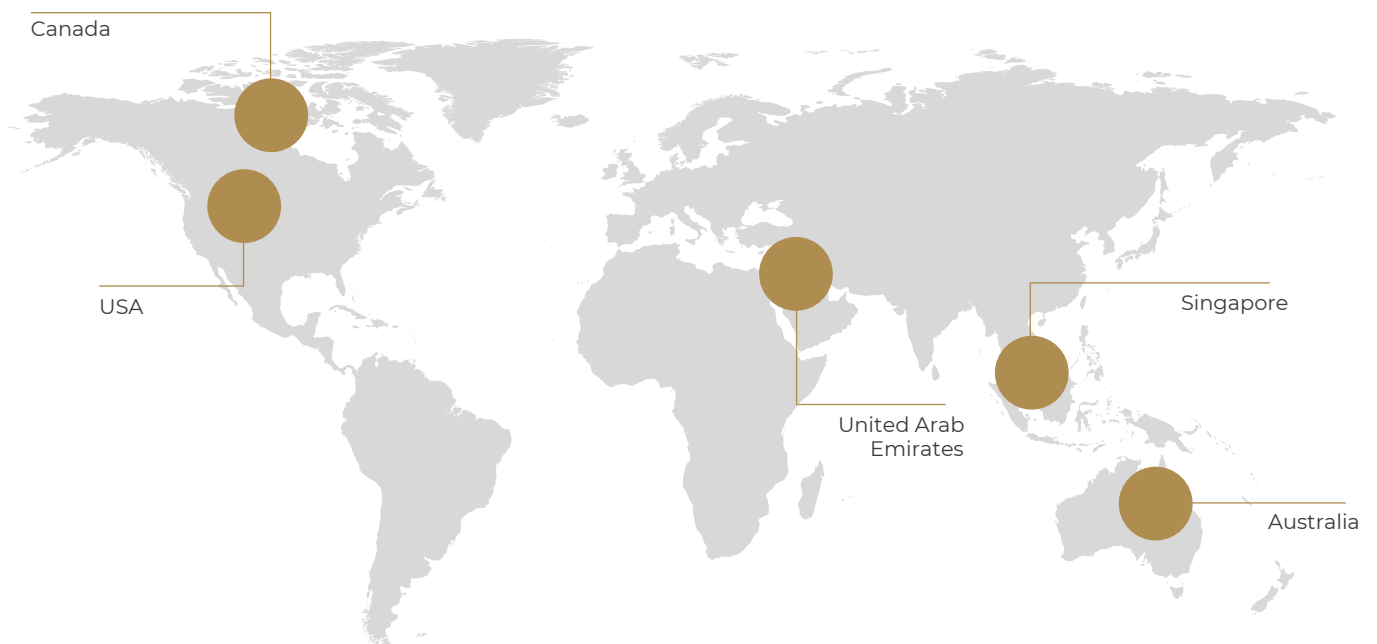 Canada
USA
Singapore
United Arab
Emirates
Australia